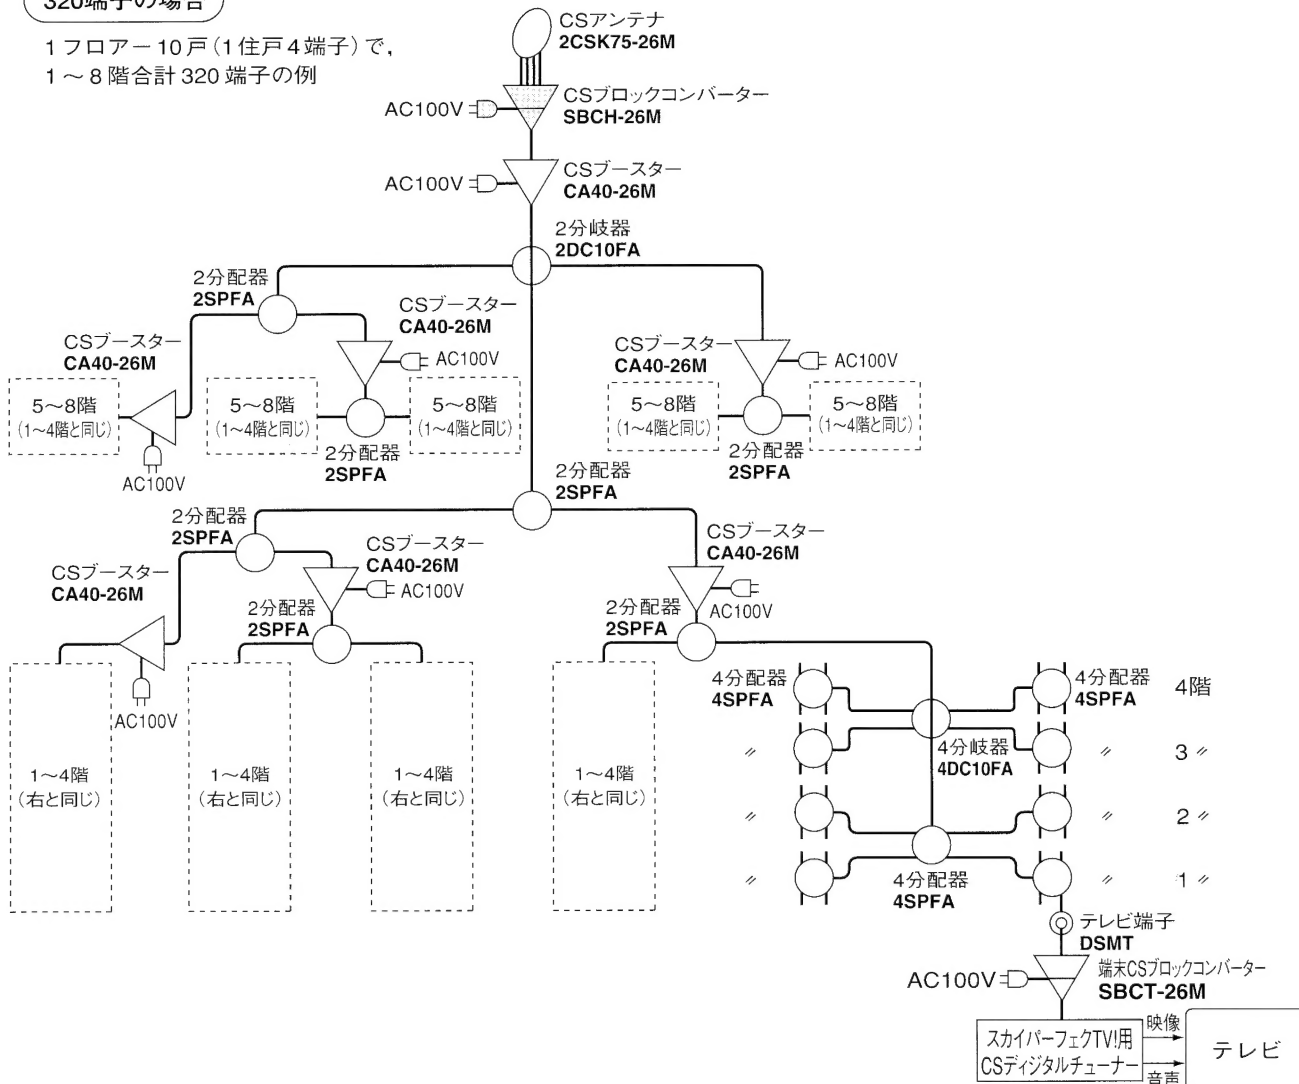 320端子の場合
1フロアー10戸(1住戸4端子)で,
1～8階合計320端子の例
CSアンテナ
2CSK75-26M
AC100V
CSブロックコンバーター
SBCH-26M
AC100V
CSブースター
CA40-26M
2分岐器
2DC10FA
2分配器
2SPFA
CSブースター
CA40-26M
AC100V
CSブースター
CA40-26M
CSブースター
CA40-26M
AC100V
5～8階
(1～4階と同じ)
5～8階
(1～4階と同じ)
5～8階
(1～4階と同じ)
5～8階
(1～4階と同じ)
5～8階
(1～4階と同じ)
AC100V
2分配器
2SPFA
2分配器
2SPFA
2分配器
2SPFA
2分配器
2SPFA
CSブースター
CA40-26M
CSブースター
CA40-26M
AC100V
CSブースター
CA40-26M
AC100V
2分配器
2SPFA
2分配器
2SPFA
AC100V
1～4階
(右と同じ)
1～4階
(右と同じ)
1～4階
(右と同じ)
1～4階
(右と同じ)
4分配器
4SPFA
4分配器
4SPFA
4階
〃
4分岐器
4DC10FA
〃
3〃
〃
〃
2〃
〃
4分配器
4SPFA
〃
1〃
テレビ端子
DSMT
AC100V
端末CSブロックコンバーター
SBCT-26M
スカイパーフェクTV!用
CSディジタルチューナー
映像
音声
テレビ